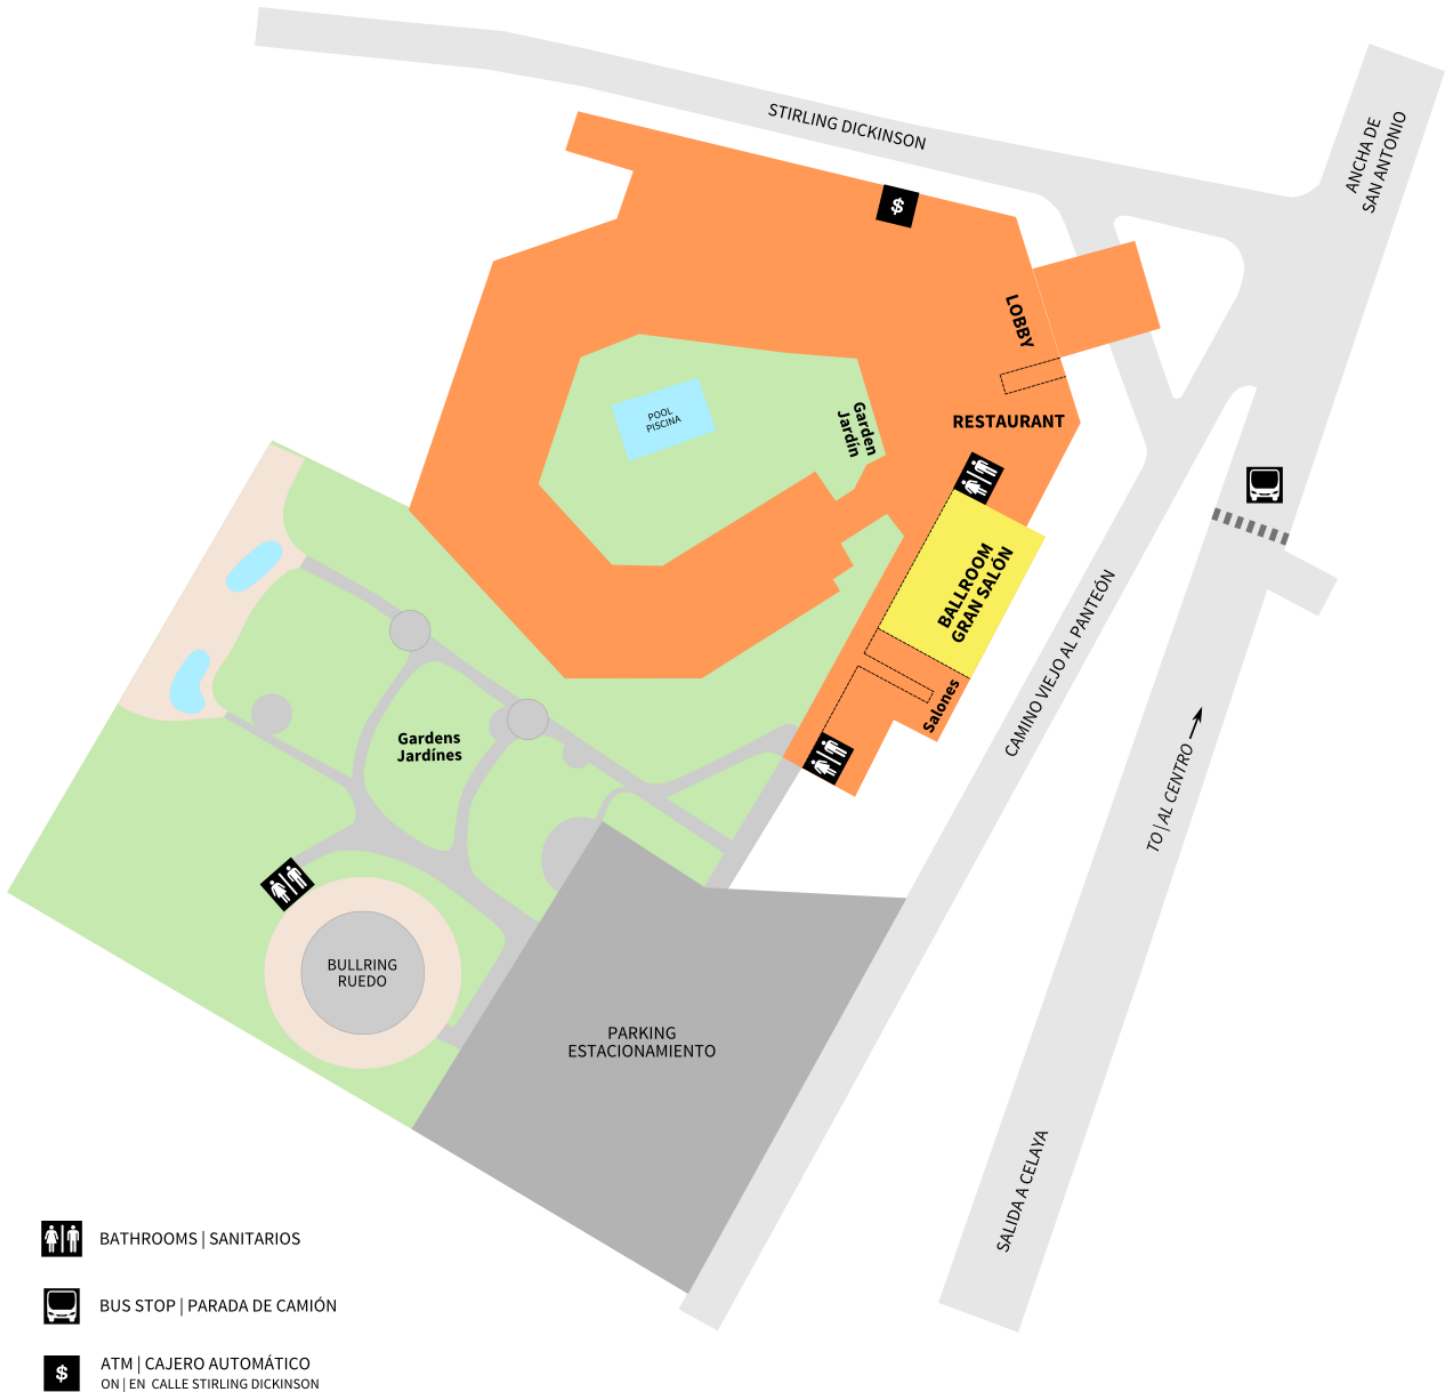 STIRLING DICKINSON
ANCHA DE
SAN ANTONIO
$
LOBBY
RESTAURANT
POOL
PISCINA
Garden
Jardín
BALLROOM
GRAN SALÓN
Salones
CAMINO VIEJO AL PANTEÓN
TO | AL CENTRO
SALIDA A CELAYA
Gardens
Jardínes
BULLRING
RUEDO
PARKING
ESTACIONAMIENTO
BATHROOMS | SANITARIOS
BUS STOP | PARADA DE CAMIÓN
$
ATM | CAJERO AUTOMÁTICO
ON | EN CALLE STIRLING DICKINSON